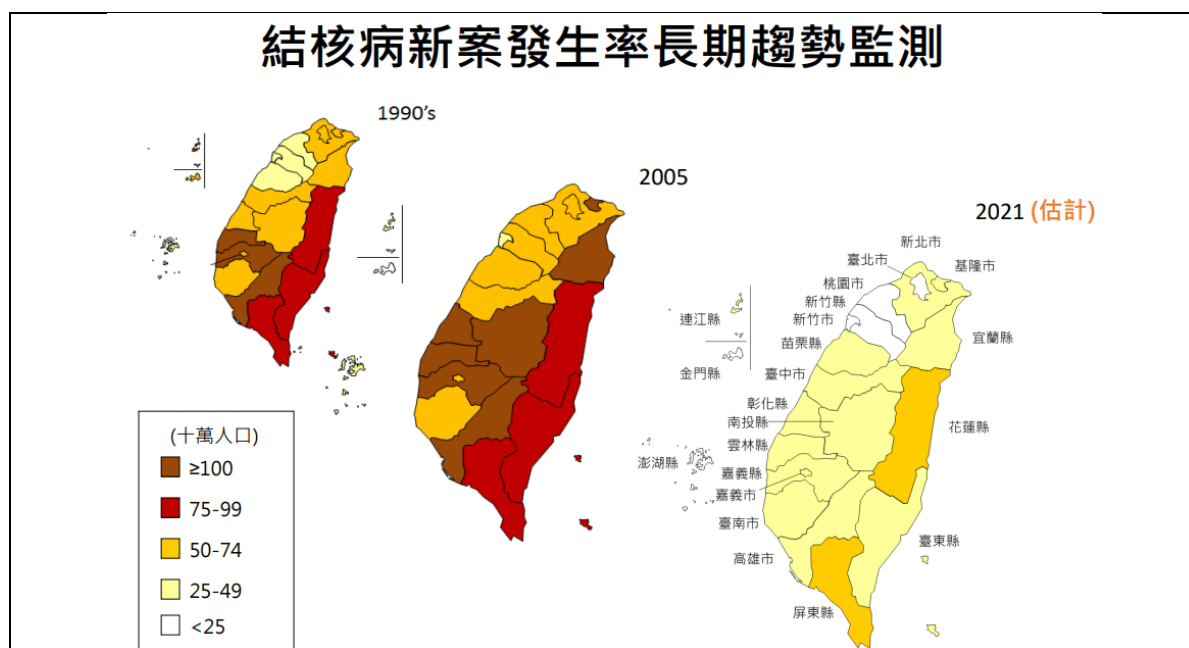 結核病新案發生率長期趨勢監測
1990's
2005
2021 (估計)
新北市
臺北市
基隆市
桃園市
新竹縣
新竹市
連江縣
宜蘭縣
苗栗縣
金門縣
臺中市
彰化縣
南投縣
花蓮縣
雲林縣
澎湖縣
嘉義縣
嘉義市
臺南市
臺東縣
高雄市
屏東縣
(十萬人口)
≥100
75-99
50-74
25-49
<25